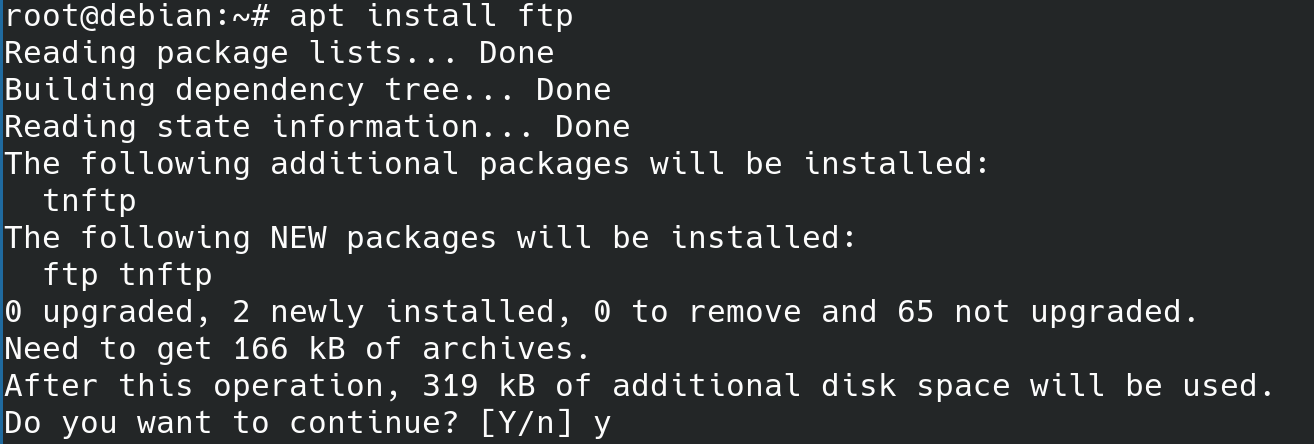 root@debian:~# apt install ftp
Reading package lists... Done
Building dependency tree... Done
Reading state information... Done
The following additional packages will be installed:
  tnftp
The following NEW packages will be installed:
  ftp tnftp
0 upgraded, 2 newly installed, 0 to remove and 65 not upgraded.
Need to get 166 kB of archives.
After this operation, 319 kB of additional disk space will be used.
Do you want to continue? [Y/n] y